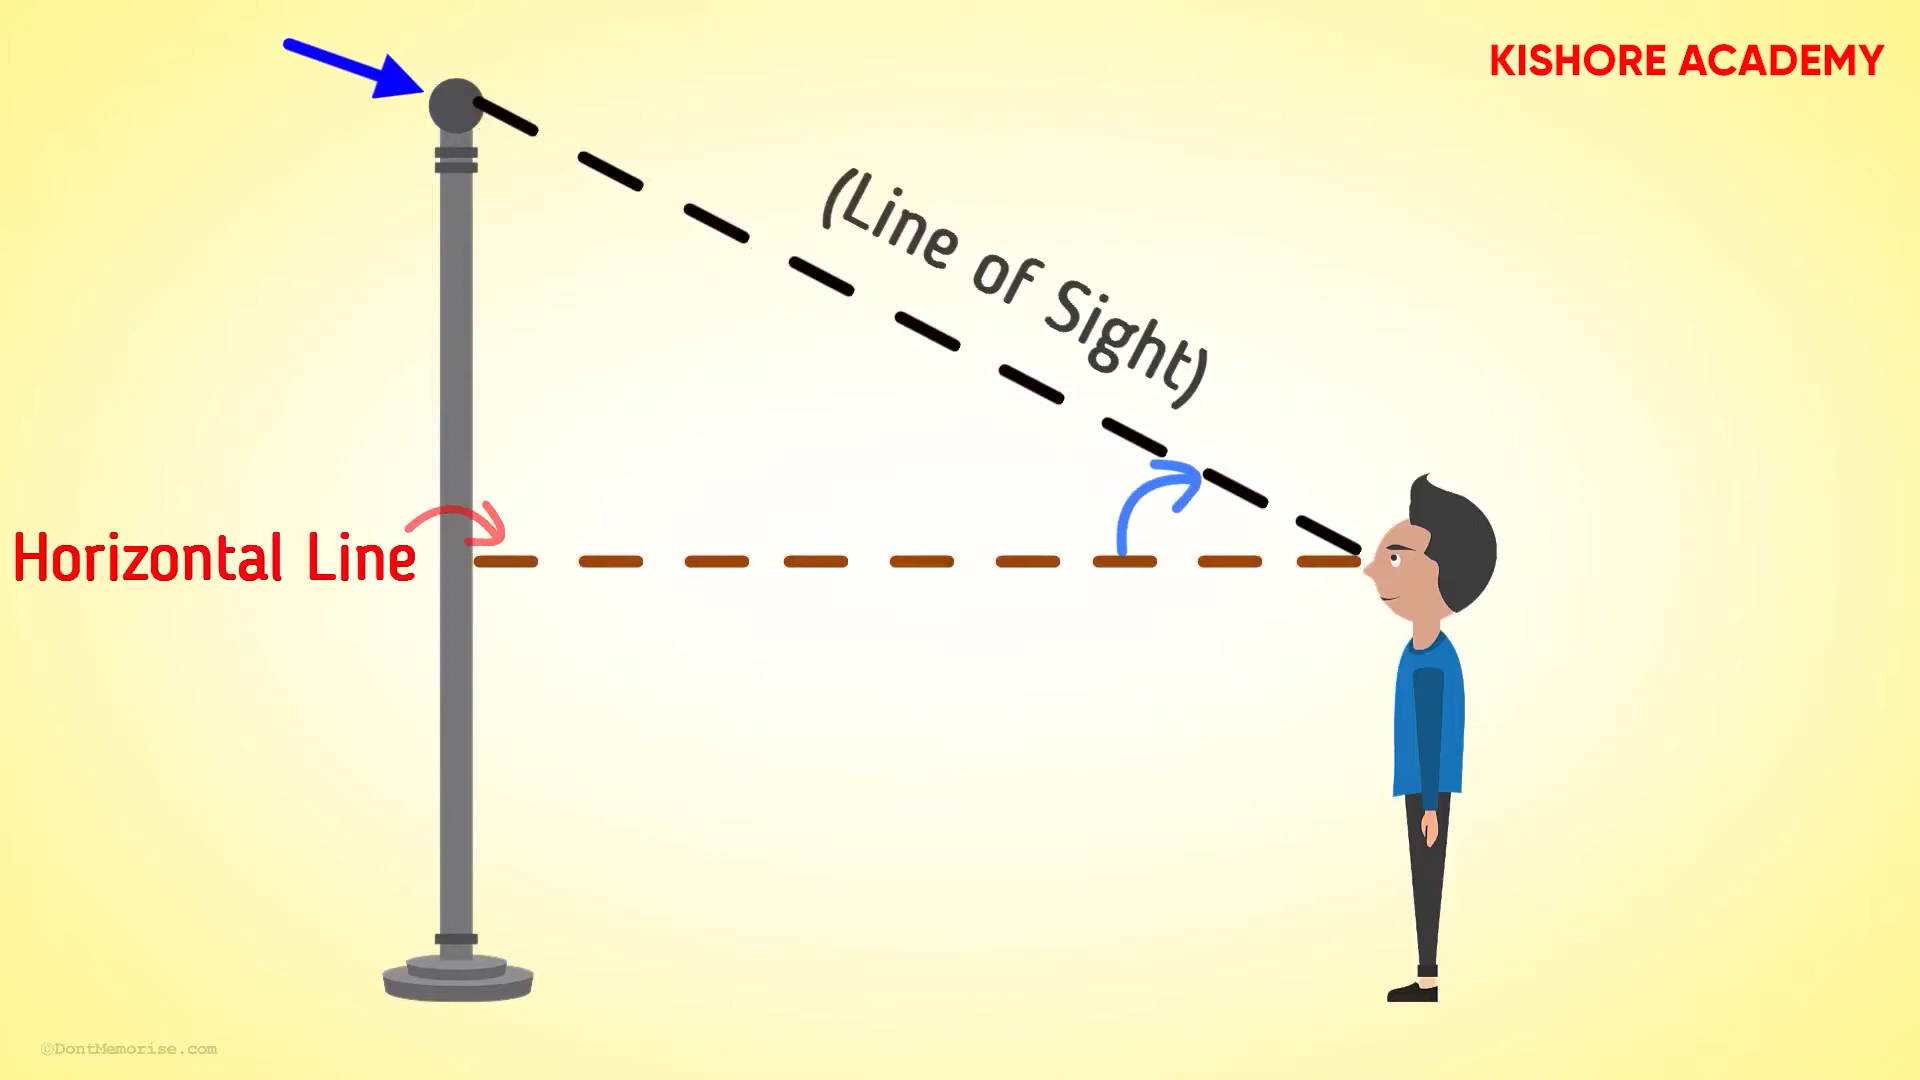 KISHORE ACADEMY
(Line of Sight)
Horizontal Line
©DontMemorise.com